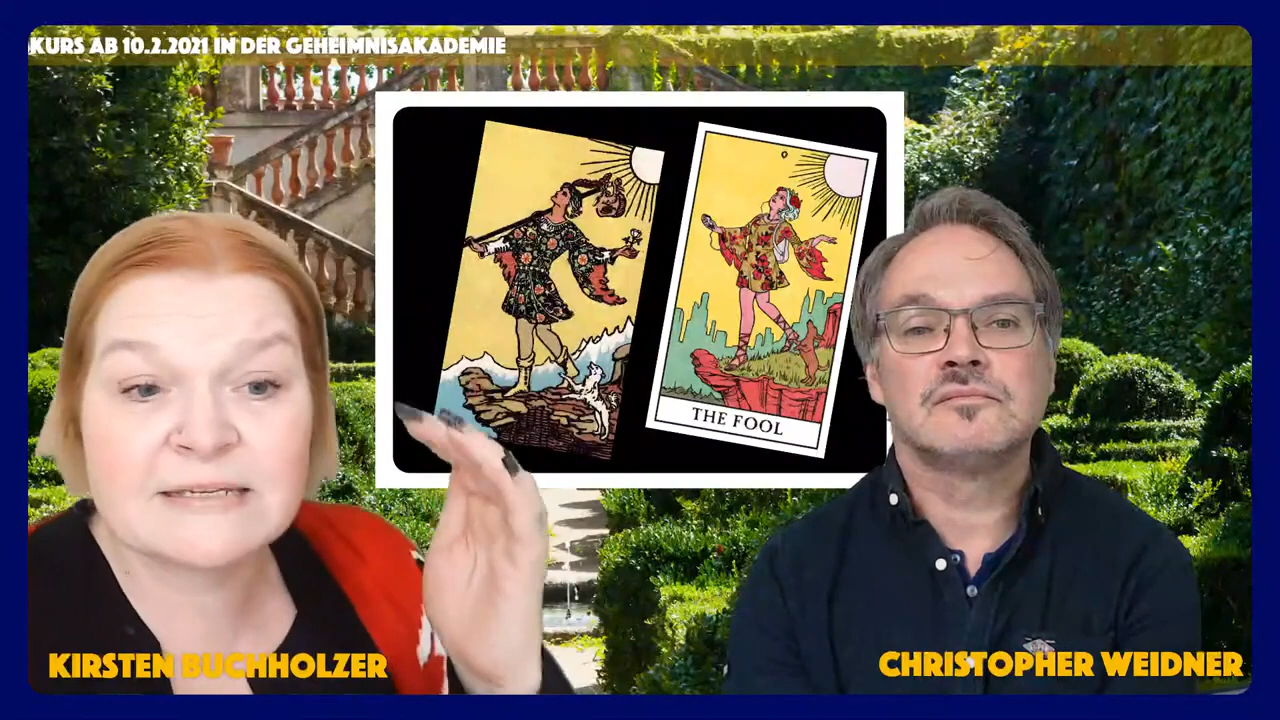 KURS AB 10.2.2021 IN DER GEHEIMNISAKADEMIE
THE FOOL
KIRSTEN BUCHHOLZER
CHRISTOPHER WEIDNER